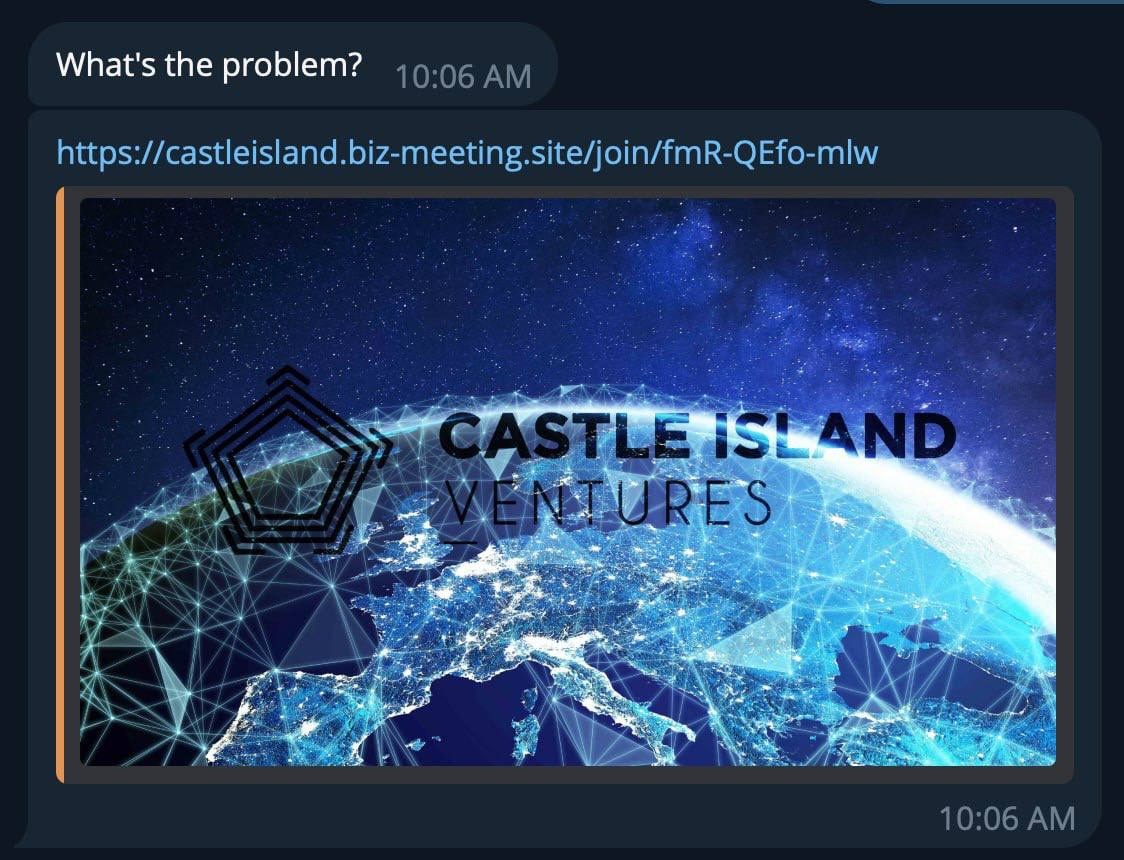 What's the problem?
10:06 AM
https://castleisland.biz-meeting.site/join/fmR-QEfo-mlw
CASTLE ISLAND
VENTURES
10:06 AM